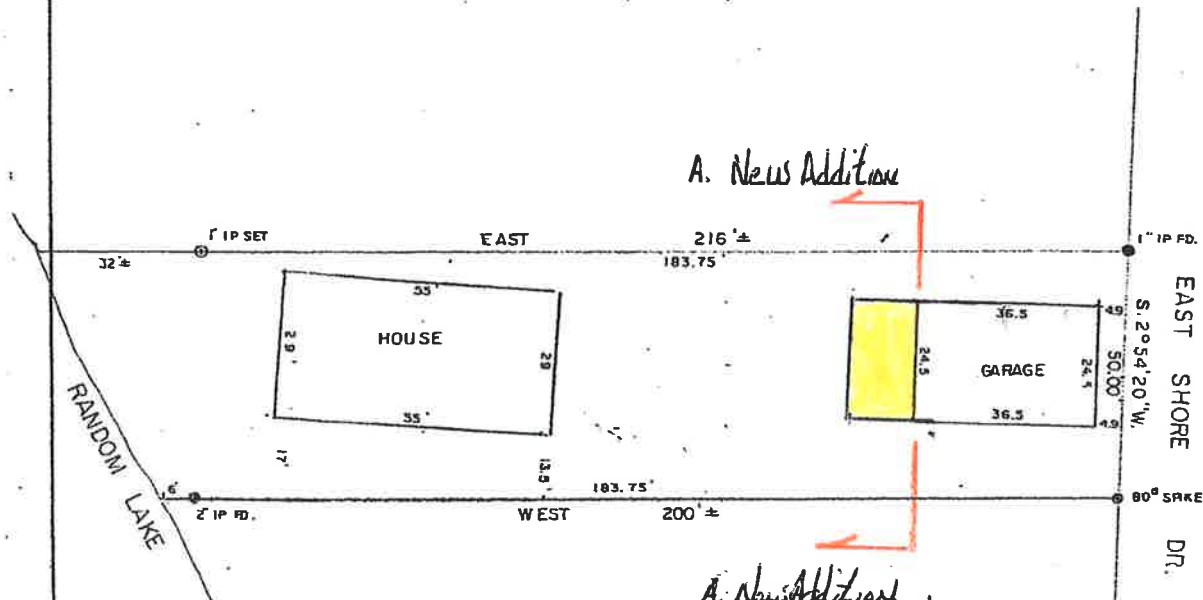 A. New Addition
1" IP SET
EAST
216'±
1" IP FD.
32'±
183.75
55'
36.5
4.9
HOUSE
29'
29
24.5
GARAGE
24.5
50.00
S. 2°54'20"W.
EAST SHORE DR.
55'
36.5
4.9
RANDOM LAKE
17'
13.5'
6'
183.75'
2" IP FD.
WEST
200'±
A. New Addition